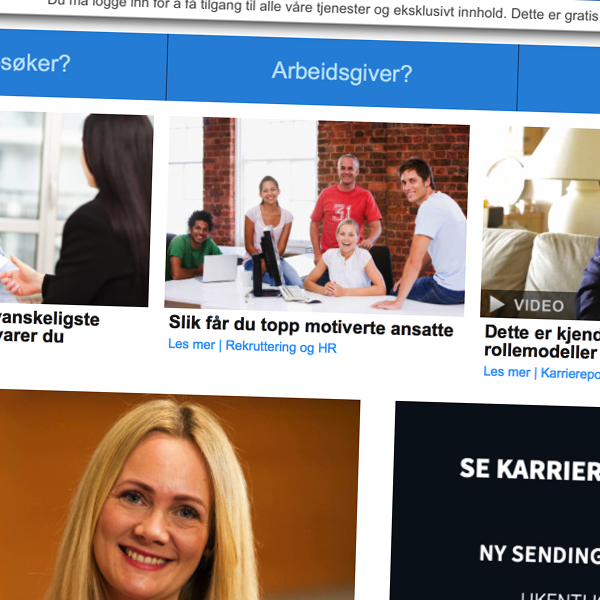 Du må logge inn for å få tilgang til alle våre tjenester og eksklusivt innhold. Dette er gratis
søker?
Arbeidsgiver?
31
VIDEO
vanskeligste
varer du
Slik får du topp motiverte ansatte
Les mer | Rekruttering og HR
Dette er kjend
rollemodeller
Les mer | Karrierepo
SE KARRIER
NY SENDING
UKENTLIG